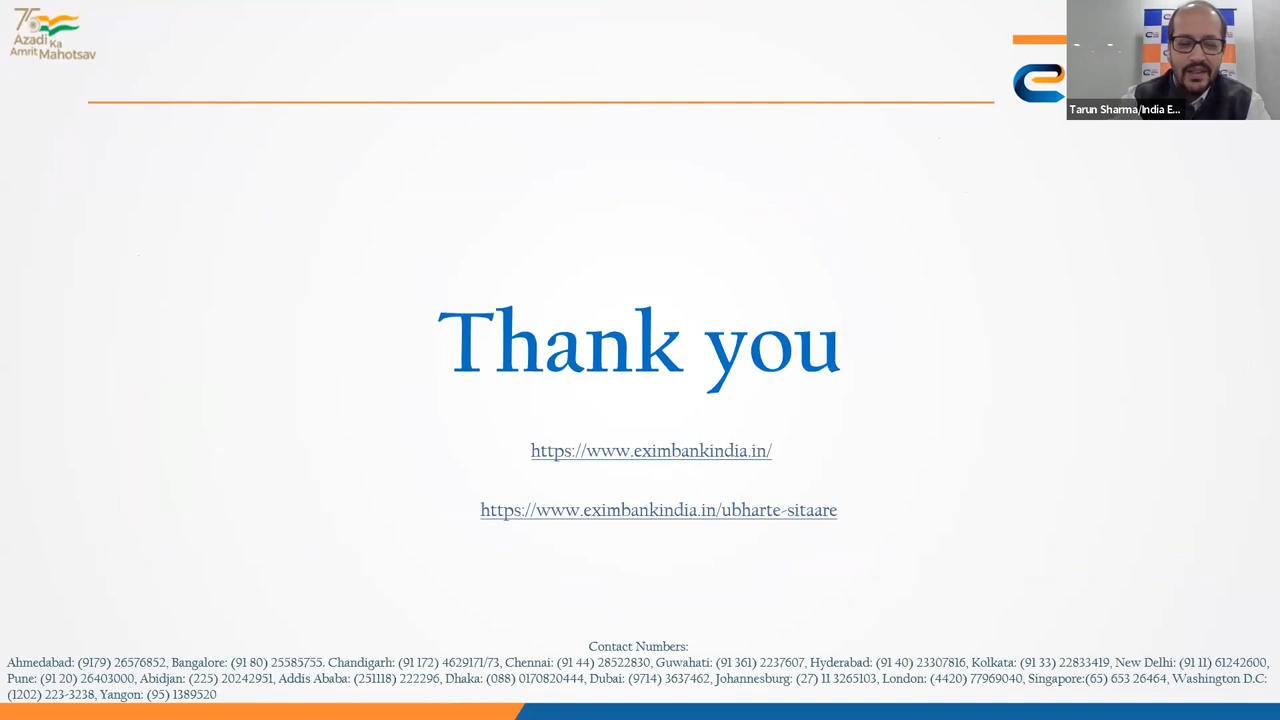 75
Azadi Ka
Amrit Mahotsav
Tarun Sharma/India E...
Thank you
https://www.eximbankindia.in/
https://www.eximbankindia.in/ubharte-sitaare
Contact Numbers:
Ahmedabad: (9179) 26576852, Bangalore: (91 80) 25585755. Chandigarh: (91 172) 4629171/73, Chennai: (91 44) 28522830, Guwahati: (91 361) 2237607, Hyderabad: (91 40) 23307816, Kolkata: (91 33) 22833419, New Delhi: (91 11) 61242600,
Pune: (91 20) 26403000, Abidjan: (225) 20242951, Addis Ababa: (251118) 222296, Dhaka: (088) 0170820444, Dubai: (9714) 3637462, Johannesburg: (27) 11 3265103, London: (4420) 77969040, Singapore:(65) 653 26464, Washington D.C:
(1202) 223-3238, Yangon: (95) 1389520